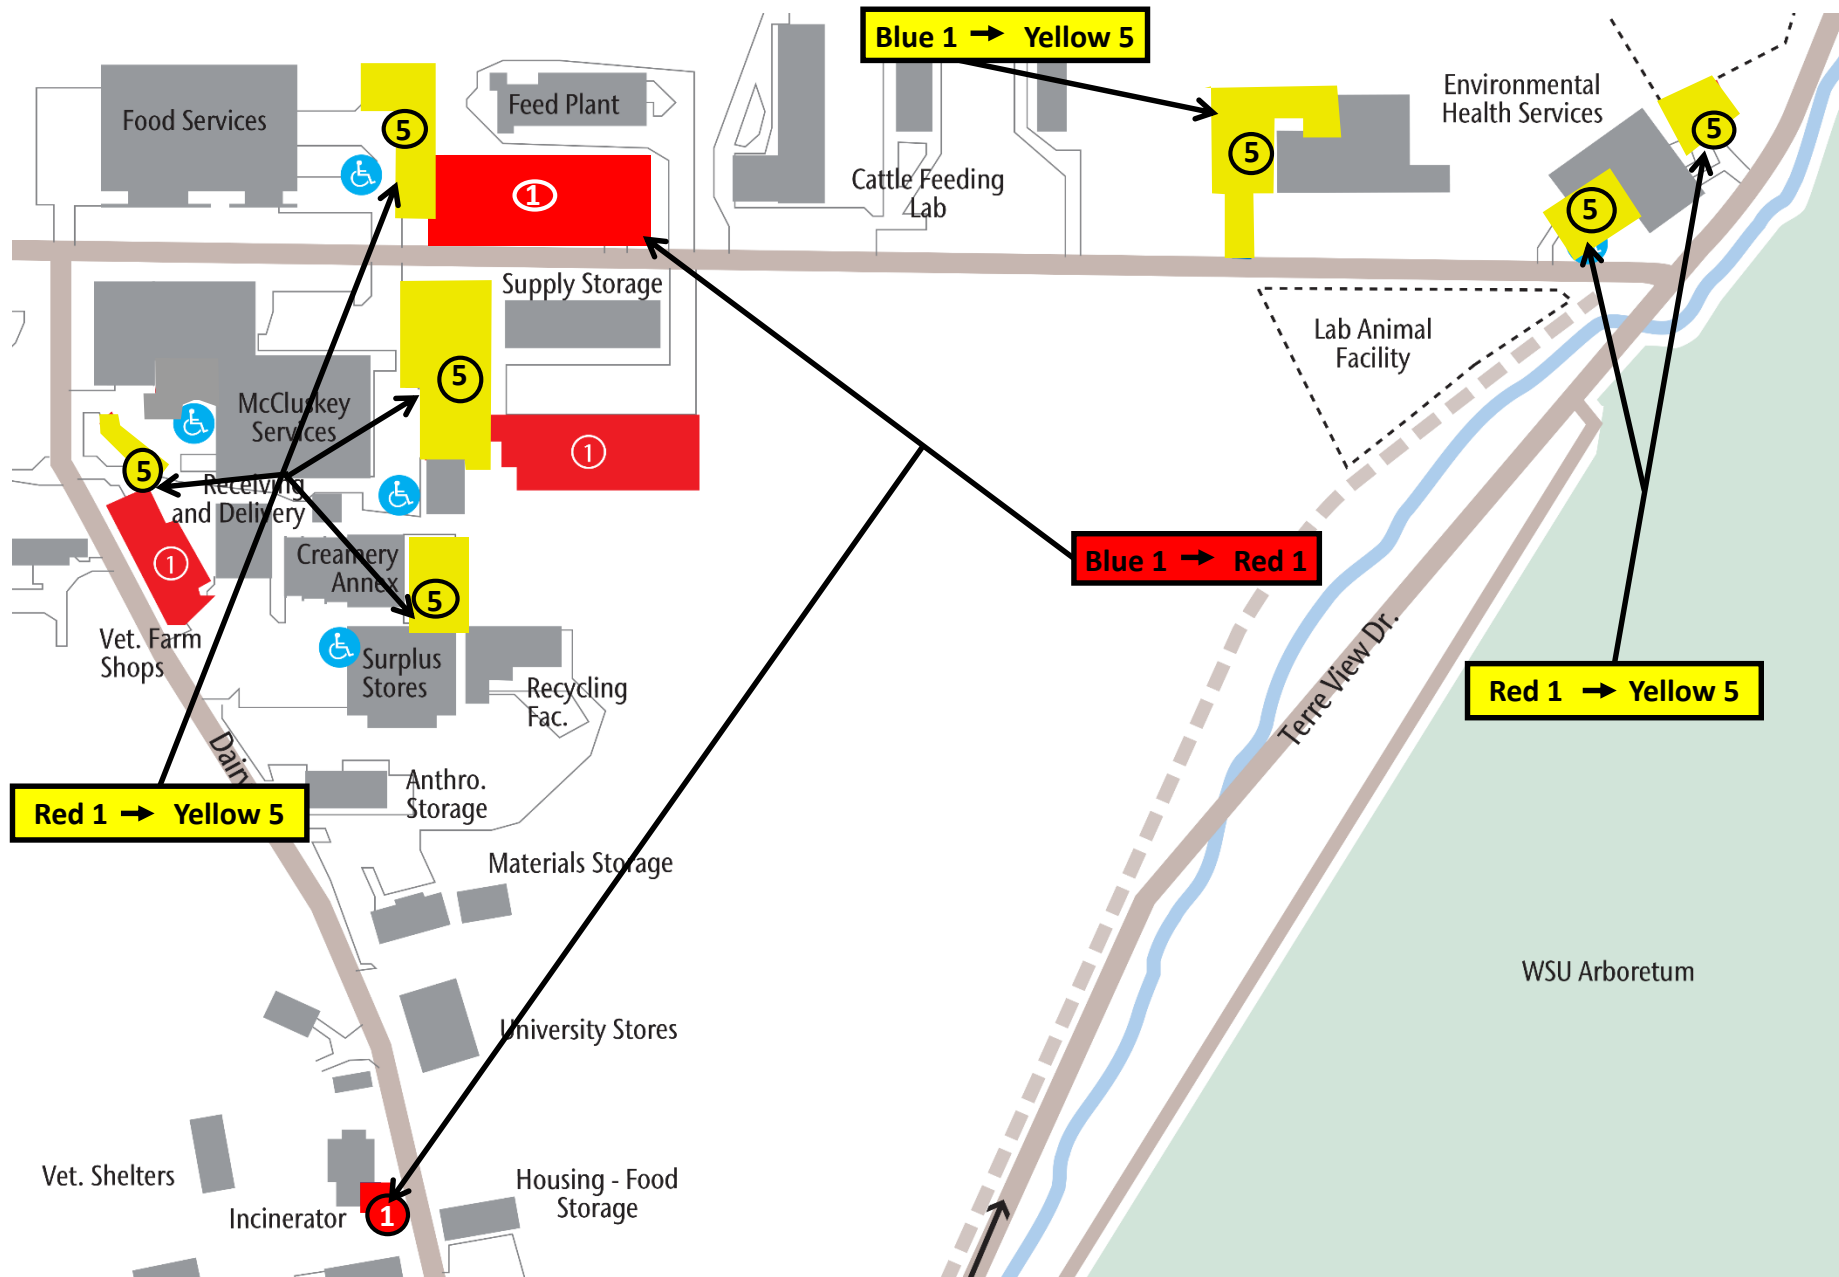 Blue 1 → Yellow 5
Food Services
5
Feed Plant
1
Cattle Feeding
Lab
5
Environmental
Health Services
5
5
Supply Storage
5
Lab Animal
Facility
McCluskey
Services
1
5
Receiving
and Delivery
1
Creamery
Annex
5
Blue 1 → Red 1
Vet. Farm
Shops
Surplus
Stores
Recycling
Fac.
Terre View Dr.
Red 1 → Yellow 5
Dairy
Anthro.
Storage
Red 1 → Yellow 5
Materials Storage
WSU Arboretum
University Stores
Vet. Shelters
Incinerator
1
Housing - Food
Storage